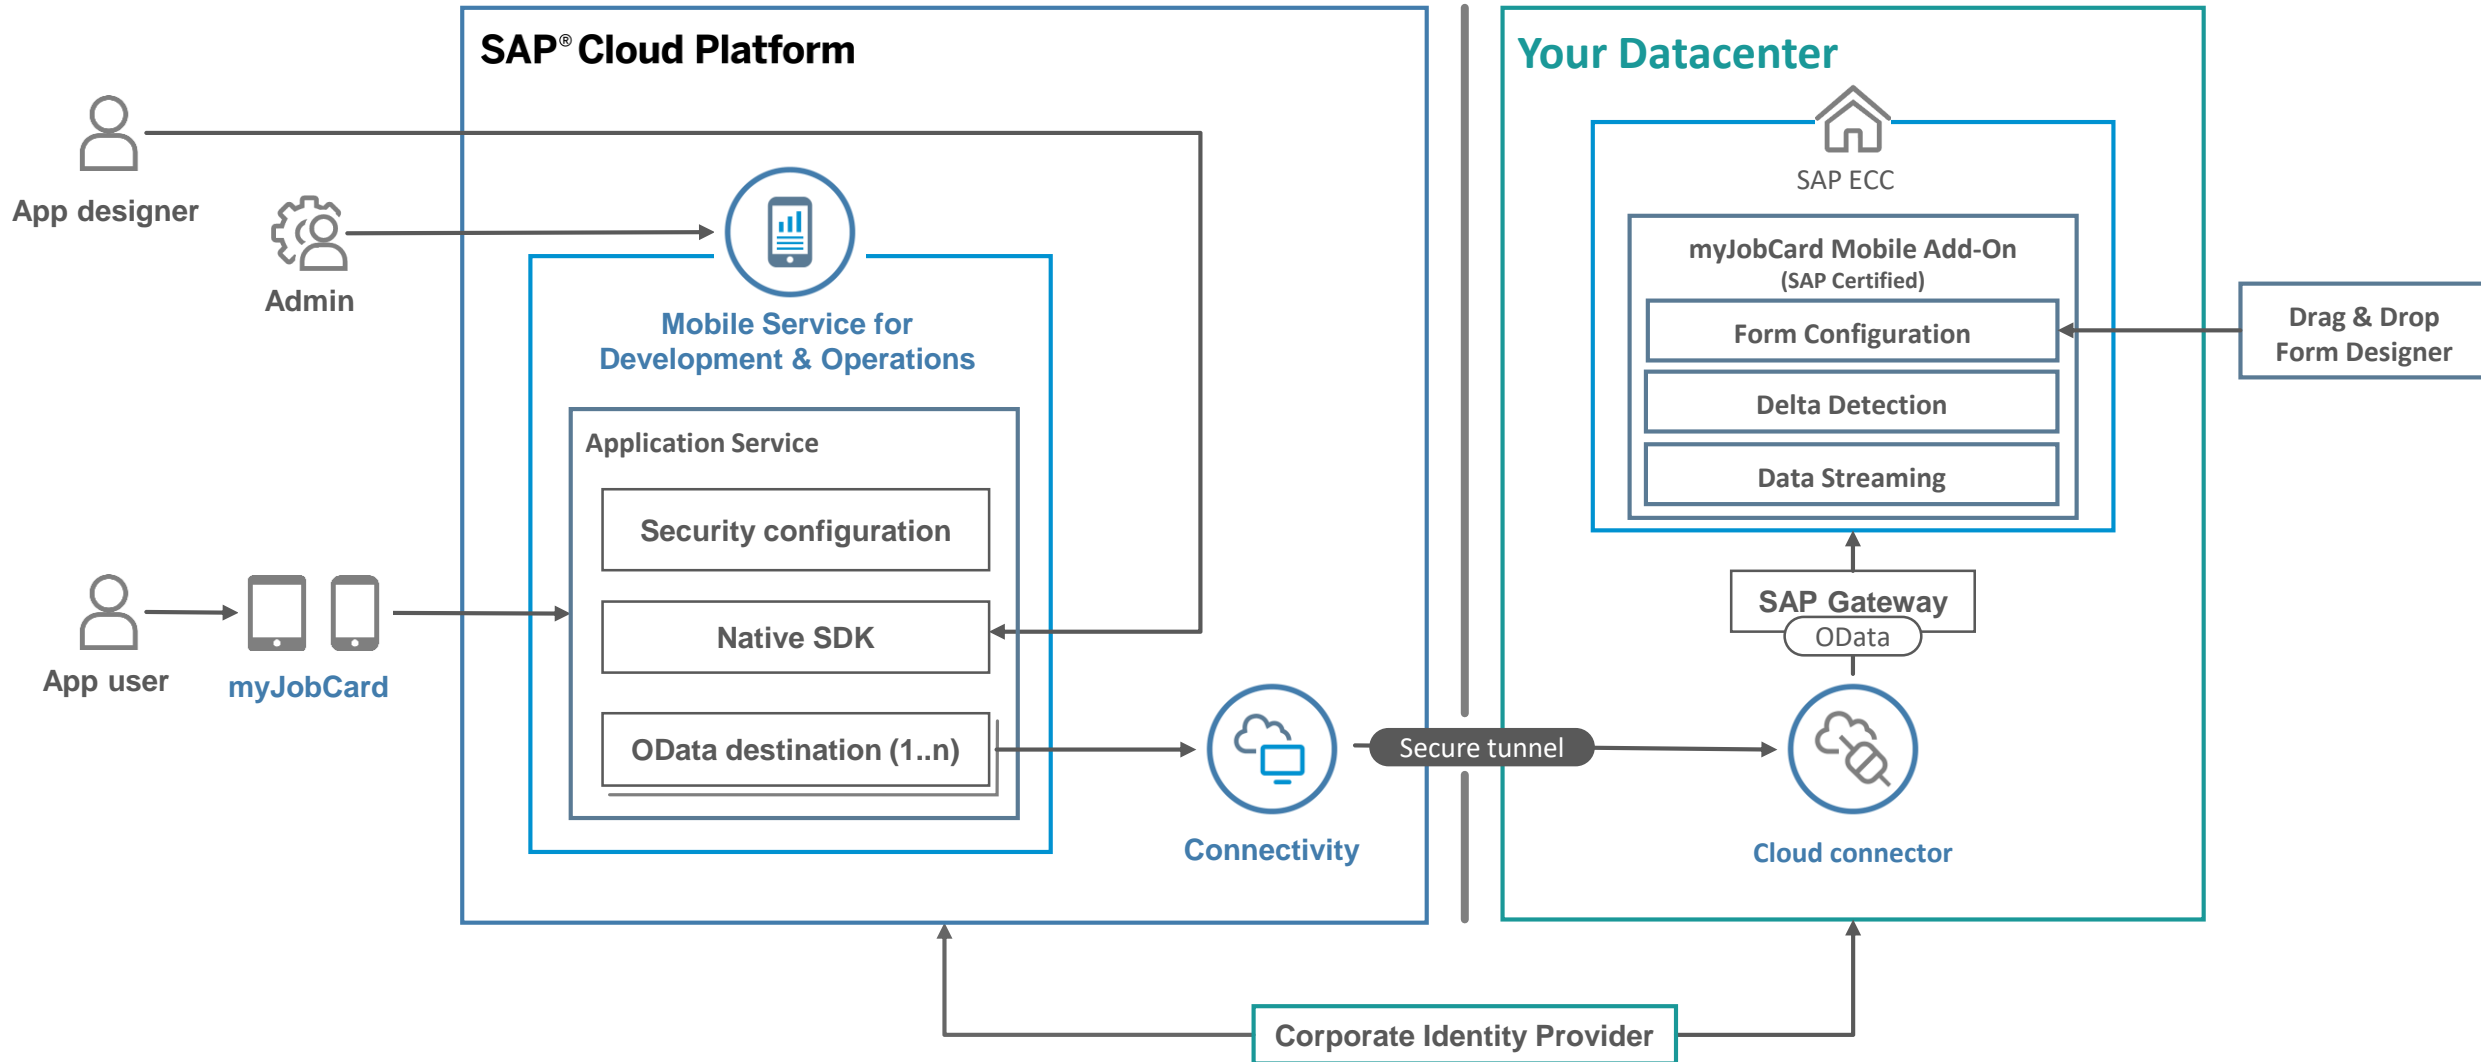 SAP® Cloud Platform
App designer
Admin
Mobile Service for
Development & Operations
Application Service
Security configuration
Native SDK
OData destination (1..n)
App user
myJobCard
Connectivity
Secure tunnel
Your Datacenter
SAP ECC
myJobCard Mobile Add-On
(SAP Certified)
Form Configuration
Delta Detection
Data Streaming
Drag & Drop
Form Designer
SAP Gateway
OData
Cloud connector
Corporate Identity Provider